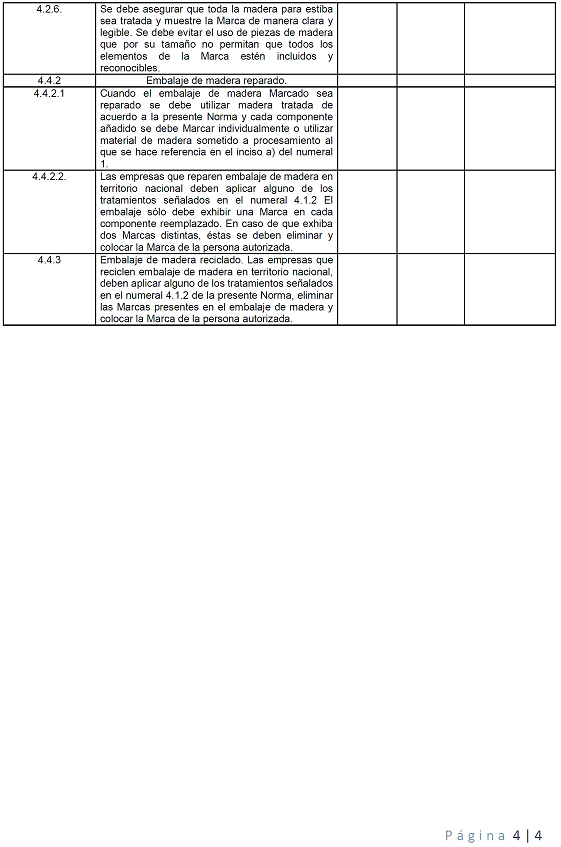 4.2.6.
Se debe asegurar que toda la madera para estiba
sea tratada y muestre la Marca de manera clara y
legible. Se debe evitar el uso de piezas de madera
que por su tamaño no permitan que todos los
elementos de la Marca estén incluidos y
reconocibles.
4.4.2
Embalaje de madera reparado.
4.4.2.1
Cuando el embalaje de madera Marcado sea
reparado se debe utilizar madera tratada de
acuerdo a la presente Norma y cada componente
añadido se debe Marcar individualmente o utilizar
material de madera sometido a procesamiento al
que se hace referencia en el inciso a) del numeral
1.
4.4.2.2.
Las empresas que reparen embalaje de madera en
territorio nacional deben aplicar alguno de los
tratamientos señalados en el numeral 4.1.2 El
embalaje sólo debe exhibir una Marca en cada
componente reemplazado. En caso de que exhiba
dos Marcas distintas, éstas se deben eliminar y
colocar la Marca de la persona autorizada.
4.4.3
Embalaje de madera reciclado. Las empresas que
reciclen embalaje de madera en territorio nacional,
deben aplicar alguno de los tratamientos señalados
en el numeral 4.1.2 de la presente Norma, eliminar
las Marcas presentes en el embalaje de madera y
colocar la Marca de la persona autorizada.
Página 4 | 4